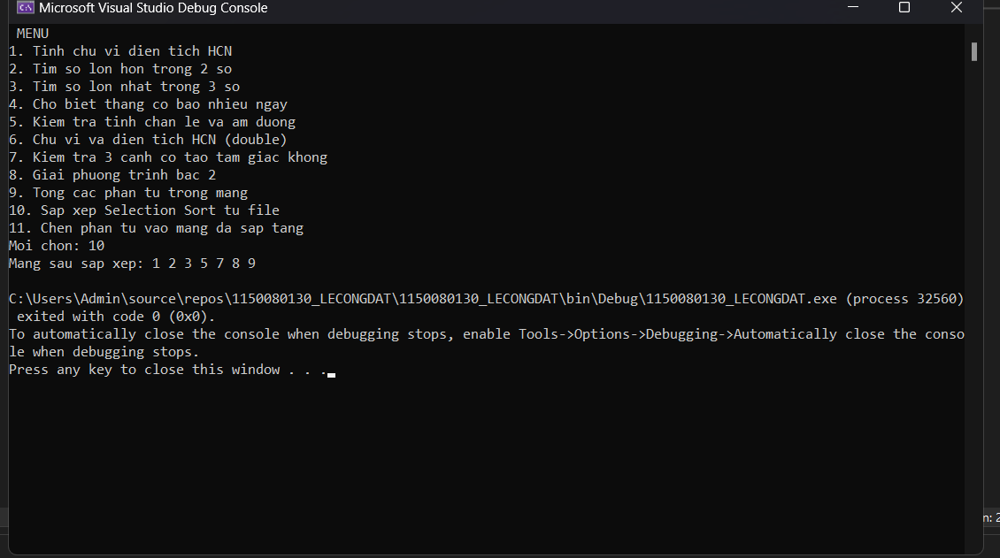 Microsoft Visual Studio Debug Console
MENU
1. Tinh chu vi dien tich HCN
2. Tim so lon hon trong 2 so
3. Tim so lon nhat trong 3 so
4. Cho biet thang co bao nhieu ngay
5. Kiem tra tinh chan le va am duong
6. Chu vi va dien tich HCN (double)
7. Kiem tra 3 canh co tao tam giac khong
8. Giai phuong trinh bac 2
9. Tong cac phan tu trong mang
10. Sap xep Selection Sort tu file
11. Chen phan tu vao mang da sap tang
Moi chon: 10
Mang sau sap xep: 1 2 3 5 7 8 9
C:\Users\Admin\source\repos\1150080130_LECONGDAT\1150080130_LECONGDAT\bin\Debug\1150080130_LECONGDAT.exe (process 32560)
exited with code 0 (0x0).
To automatically close the console when debugging stops, enable Tools->Options->Debugging->Automatically close the conso
le when debugging stops.
Press any key to close this window . . .